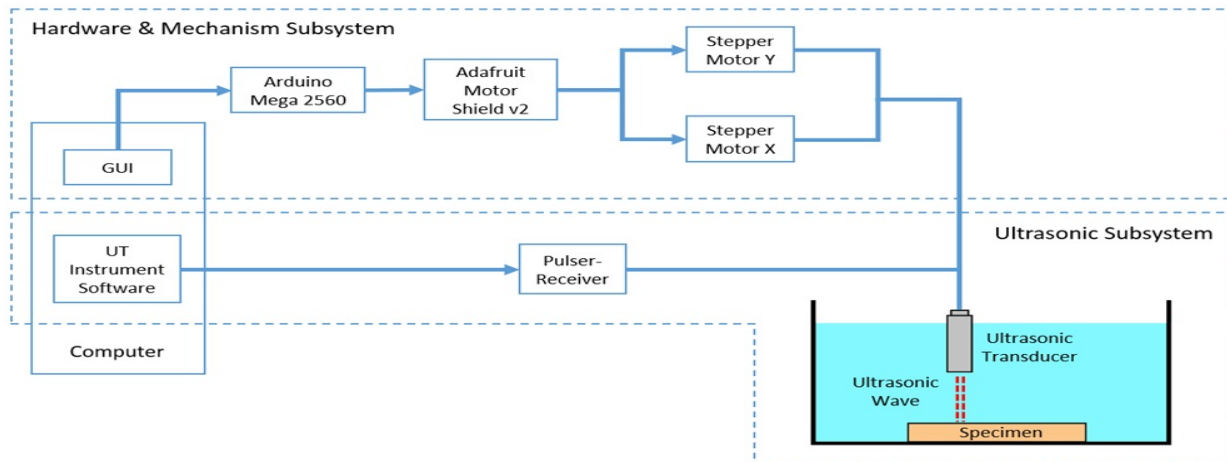 Hardware & Mechanism Subsystem
Stepper
Motor Y
Arduino
Mega 2560
Adafruit
Motor
Shield v2
Stepper
Motor X
GUI
Ultrasonic Subsystem
UT
Instrument
Software
Pulser-
Receiver
Computer
Ultrasonic
Transducer
Ultrasonic
Wave
Specimen